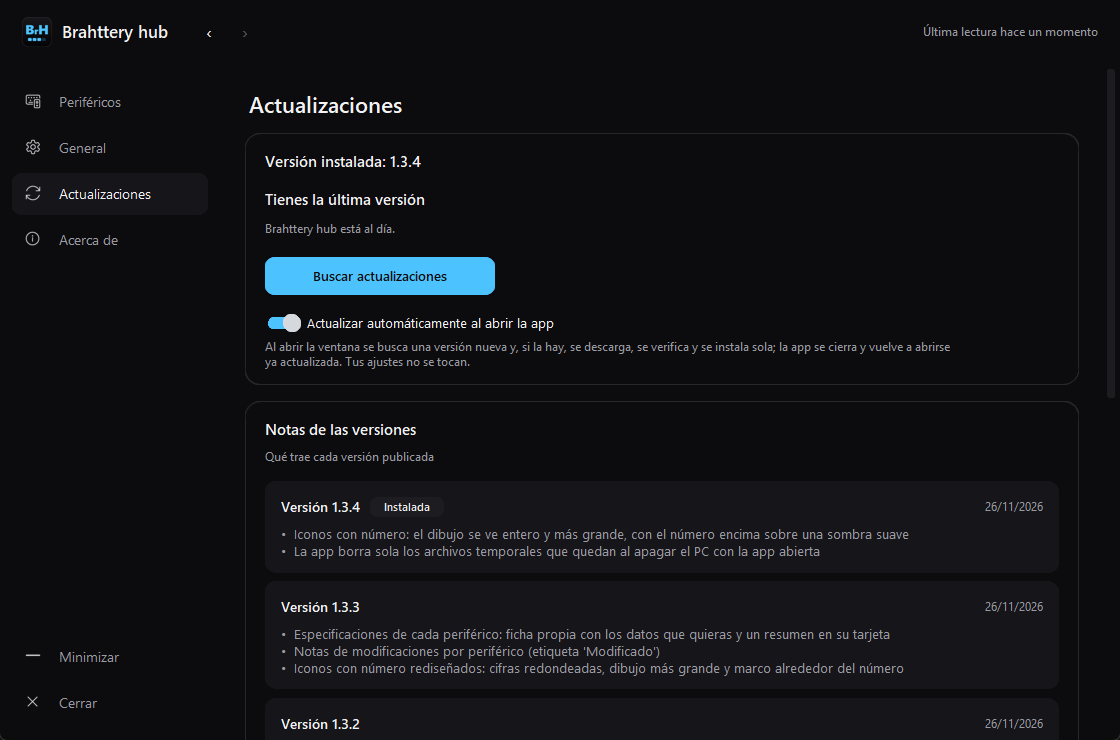 BrH
Brahttery hub
‹
›
Última lectura hace un momento
Periféricos
General
Actualizaciones
Acerca de
Minimizar
Cerrar
Actualizaciones
Versión instalada: 1.3.4
Tienes la última versión
Brahttery hub está al día.
Buscar actualizaciones
Actualizar automáticamente al abrir la app
Al abrir la ventana se busca una versión nueva y, si la hay, se descarga, se verifica y se instala sola; la app se cierra y vuelve a abrirse
ya actualizada. Tus ajustes no se tocan.
Notas de las versiones
Qué trae cada versión publicada
Versión 1.3.4 Instalada 26/11/2026
• Iconos con número: el dibujo se ve entero y más grande, con el número encima sobre una sombra suave
• La app borra sola los archivos temporales que quedan al apagar el PC con la app abierta
Versión 1.3.3 26/11/2026
• Especificaciones de cada periférico: ficha propia con los datos que quieras y un resumen en su tarjeta
• Notas de modificaciones por periférico (etiqueta 'Modificado')
• Iconos con número rediseñados: cifras redondeadas, dibujo más grande y marco alrededor del número
Versión 1.3.2 26/11/2026